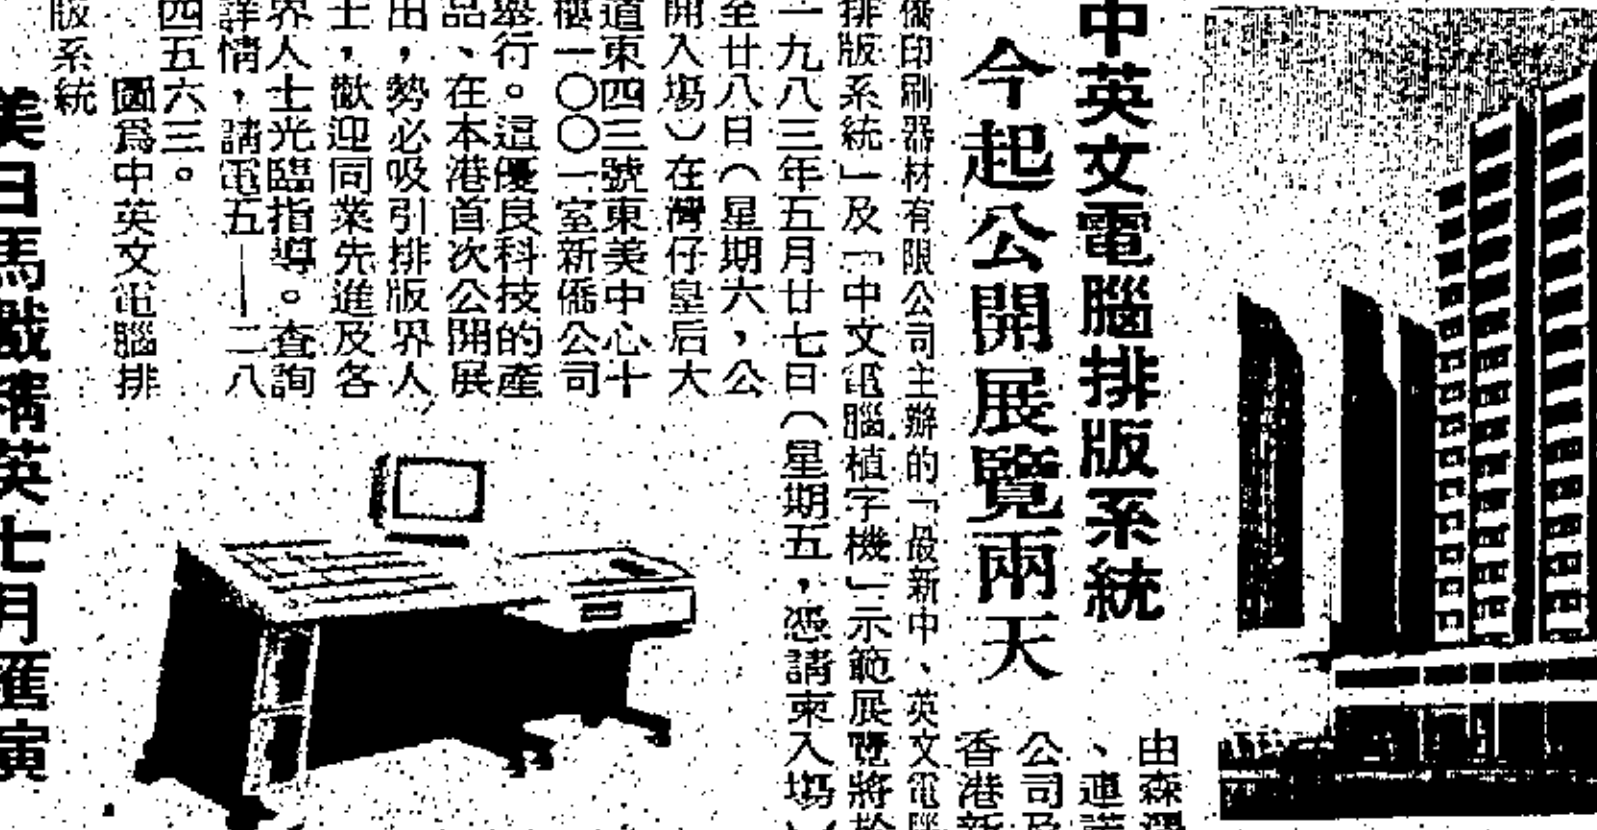 中英文電腦排版系統
今起公開展覽兩天
由森
、連諾
公司及
香港新
僑印刷器材有限公司主辦的「最新中、英文電腦
排版系統」及「中文電腦植字機」示範展覽將於
一九八三年五月廿七日（星期五，憑請柬入場）
至廿八日（星期六，公
開入場）在灣仔皇后大
道東四三號東美中心十
樓一〇〇一室新僑公司
舉行。這優良科技的產
品、在本港首次公開展
出，勢必吸引排版界人
士，歡迎同業先進及各
界人士光臨指導。查詢
詳情，請電五——二八
四五六三。
圖爲中英文電腦排
版系統
美日馬戲精英七月匯演